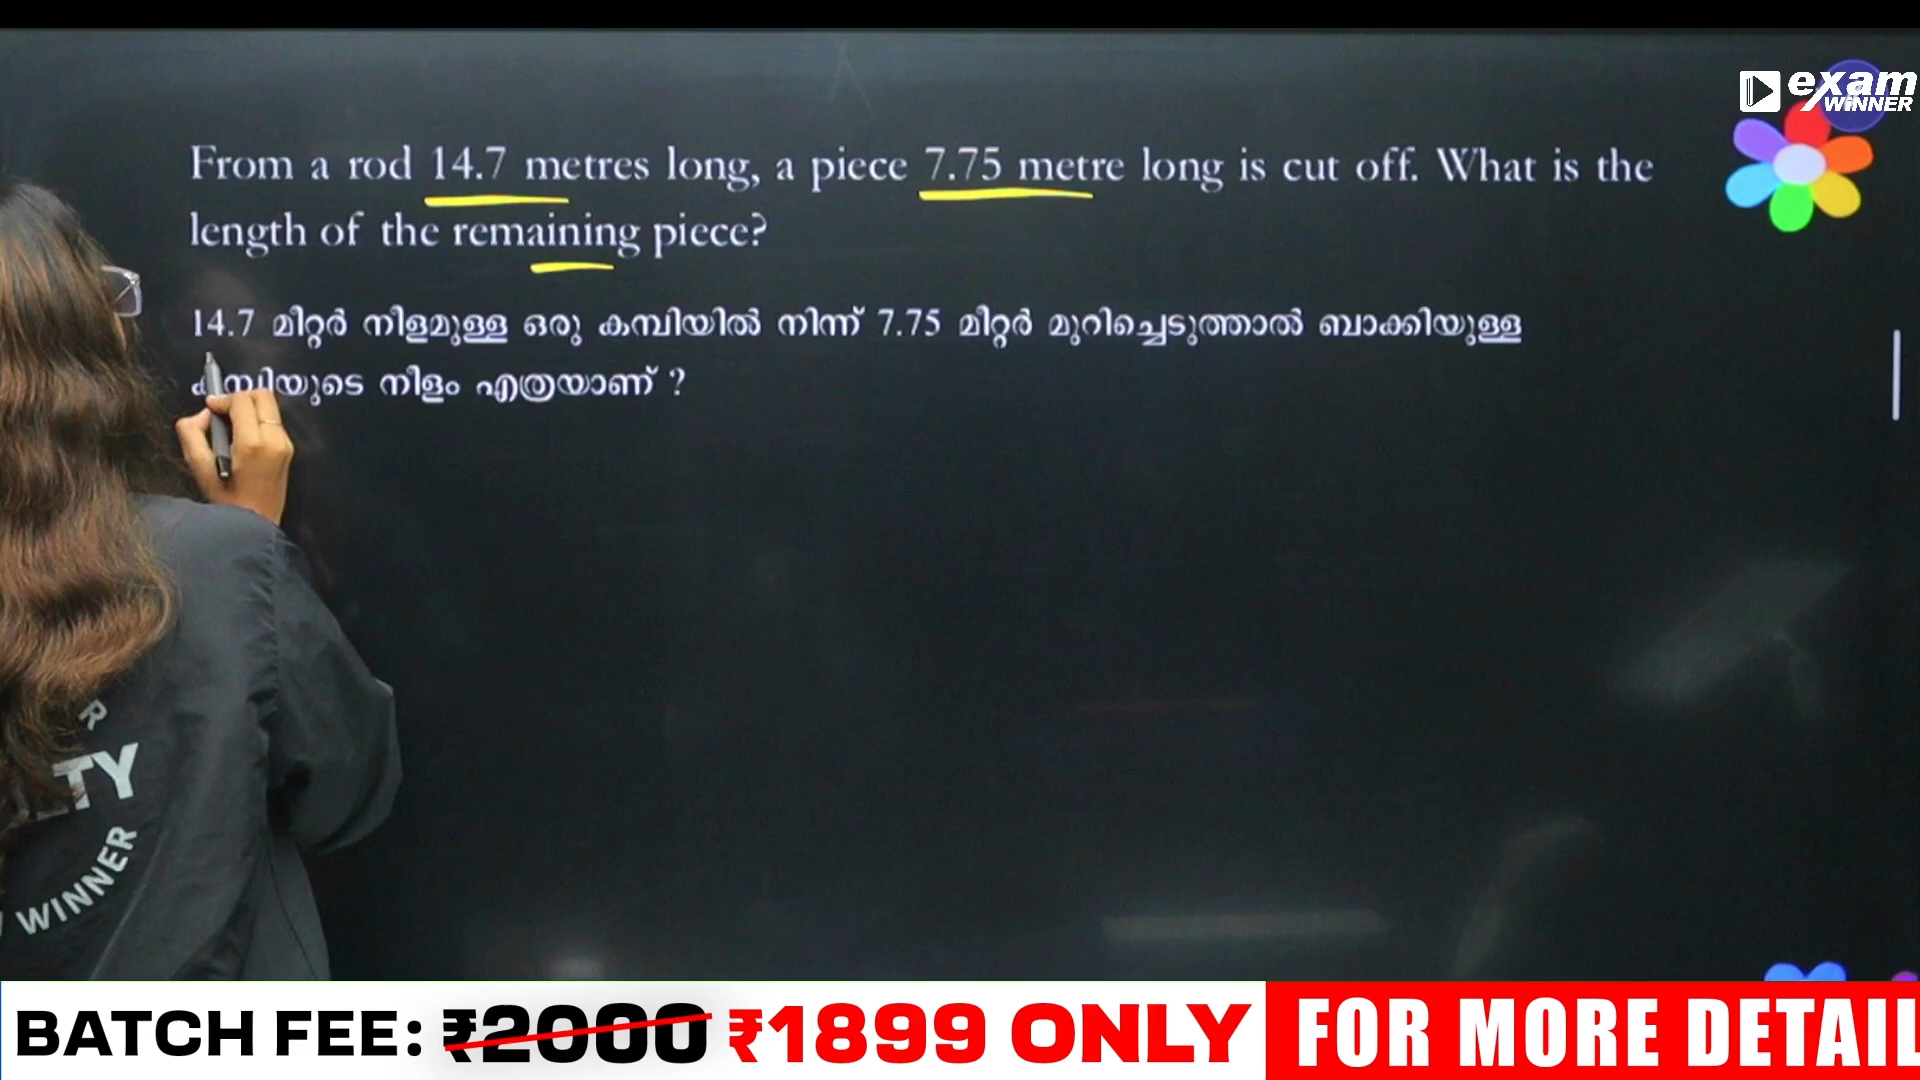 exam
WINNER
From a rod 14.7 metres long, a piece 7.75 metre long is cut off. What is the
length of the remaining piece?
14.7 മീറ്റർ നീളമുള്ള ഒരു കമ്പിയിൽ നിന്ന് 7.75 മീറ്റർ മുറിച്ചെടുത്താൽ ബാക്കിയുള്ള
കമ്പിയുടെ നീളം എത്രയാണ് ?
R
TY
WINNER
BATCH FEE: ₹2000 ₹1899 ONLY FOR MORE DETAIL